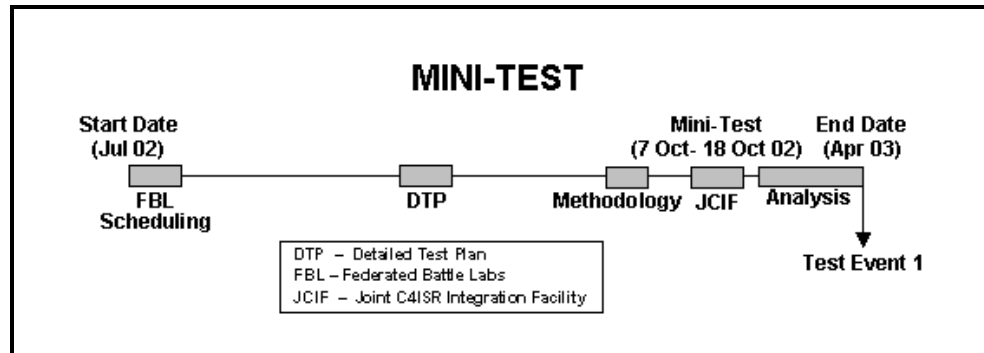 MINI-TEST
Start Date
(Jul 02)
Mini-Test
(7 Oct- 18 Oct 02)
End Date
(Apr 03)
FBL
Scheduling
DTP
Methodology
JCIF
Analysis
Test Event 1
DTP – Detailed Test Plan
FBL – Federated Battle Labs
JCIF – Joint C4ISR Integration Facility